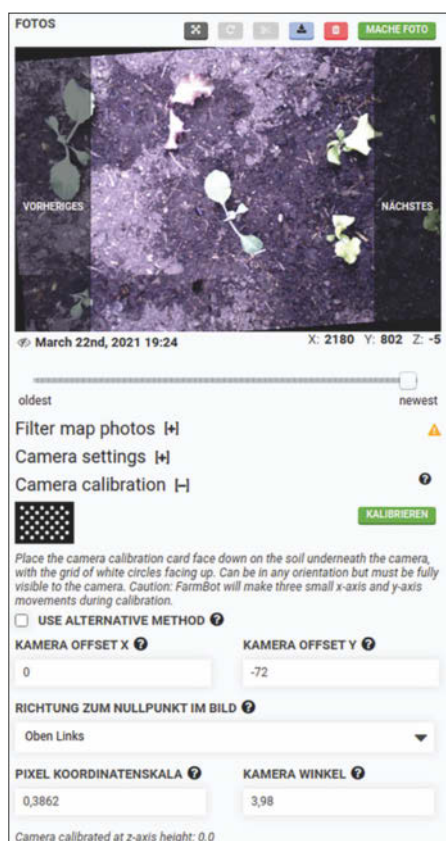 FOTOS
MACHE FOTO
VORHERIGES
NÄCHSTES
March 22nd, 2021 19:24
X: 2180 Y: 802 Z: -5
oldest
newest
Filter map photos [+]
Camera settings [+]
Camera calibration [–]
KALIBRIEREN
Place the camera calibration card face down on the soil underneath the camera,
with the grid of white circles facing up. Can be in any orientation but must be fully
visible to the camera. Caution: FarmBot will make three small x-axis and y-axis
movements during calibration.
USE ALTERNATIVE METHOD ?
KAMERA OFFSET X ? KAMERA OFFSET Y ?
0 -72
RICHTUNG ZUM NULLPUNKT IM BILD ?
Oben Links
PIXEL KOORDINATENSKALA ? KAMERA WINKEL ?
0,3862 3,98
Camera calibrated at z-axis height: 0.0